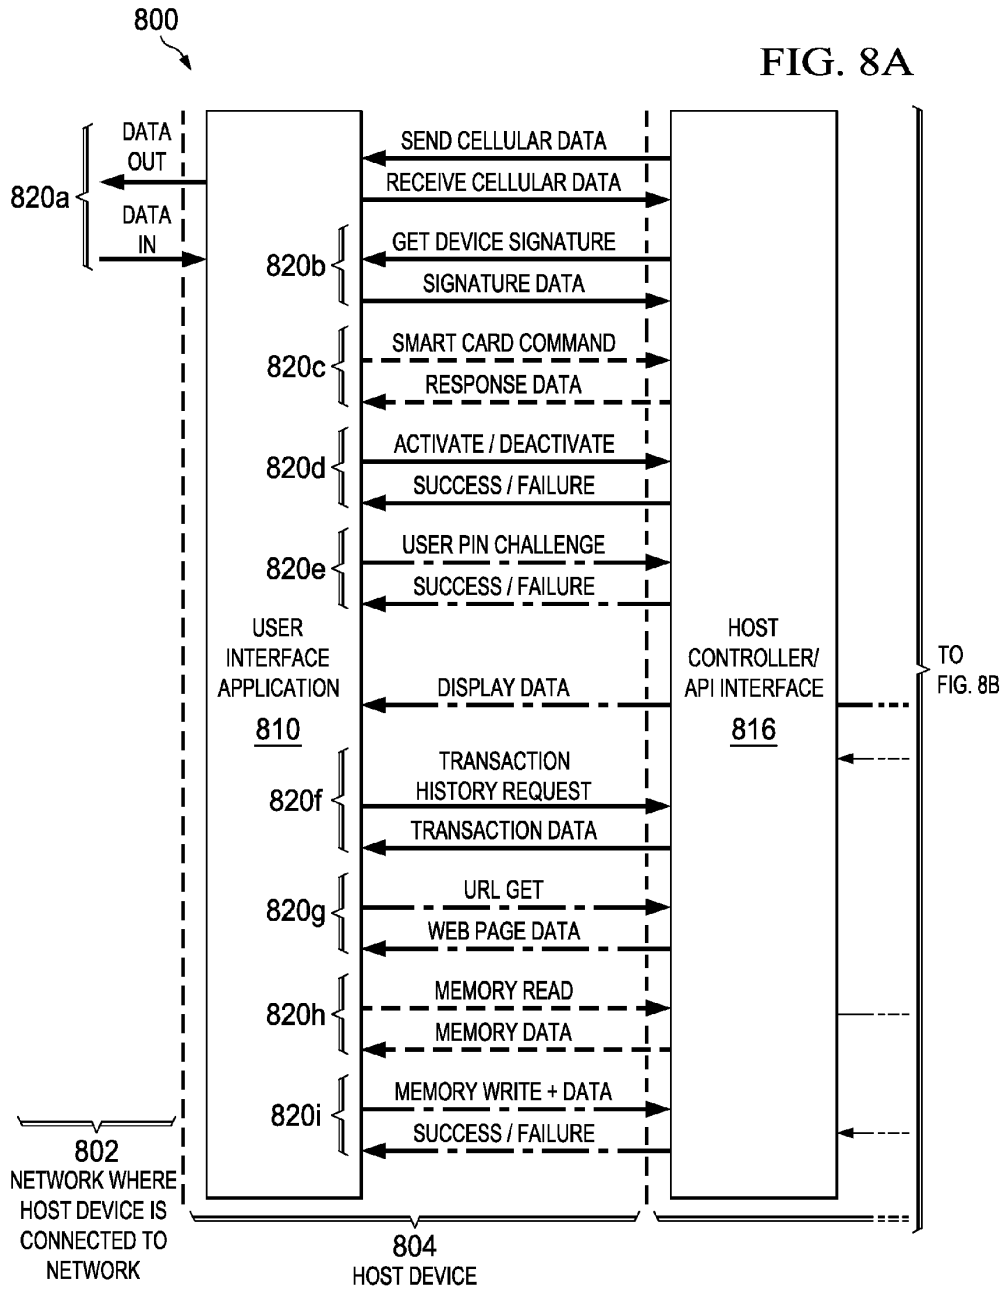 800
FIG. 8A
DATA
OUT
820a
DATA
IN
SEND CELLULAR DATA
RECEIVE CELLULAR DATA
820b
GET DEVICE SIGNATURE
SIGNATURE DATA
820c
SMART CARD COMMAND
RESPONSE DATA
820d
ACTIVATE / DEACTIVATE
SUCCESS / FAILURE
820e
USER PIN CHALLENGE
SUCCESS / FAILURE
USER
INTERFACE
APPLICATION
810
DISPLAY DATA
HOST
CONTROLLER/
API INTERFACE
816
TO
FIG. 8B
820f
TRANSACTION
HISTORY REQUEST
TRANSACTION DATA
820g
URL GET
WEB PAGE DATA
820h
MEMORY READ
MEMORY DATA
820i
MEMORY WRITE + DATA
SUCCESS / FAILURE
802
NETWORK WHERE
HOST DEVICE IS
CONNECTED TO
NETWORK
804
HOST DEVICE